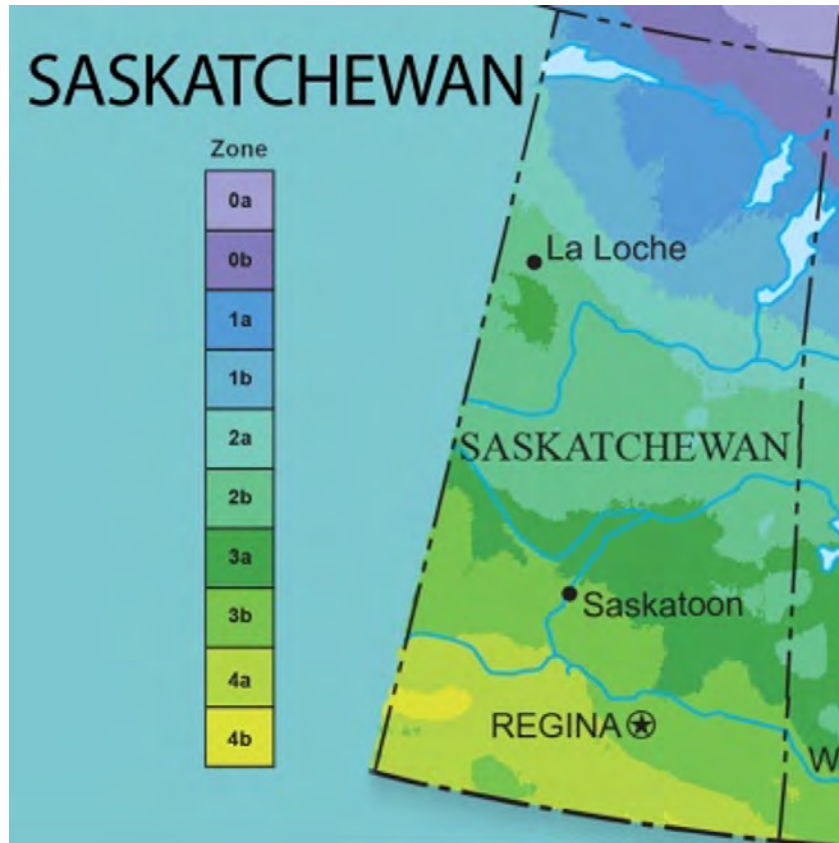 SASKATCHEWAN
Zone
0a
0b
1a
1b
2a
2b
3a
3b
4a
4b
La Loche
SASKATCHEWAN
Saskatoon
REGINA
W